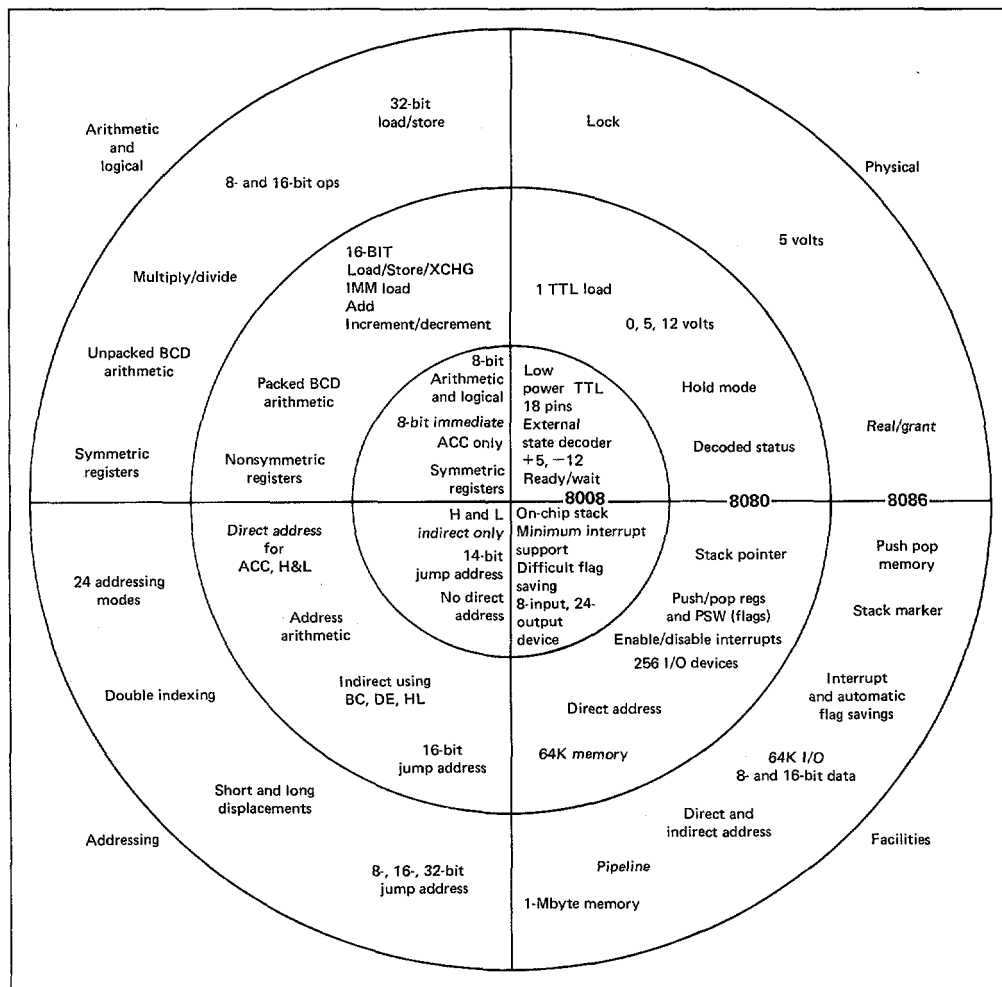 Arithmetic
and
logical
32-bit
load/store
8- and 16-bit ops
Multiply/divide
Unpacked BCD
arithmetic
Symmetric
registers
16-BIT
Load/Store/XCHG
IMM load
Add
Increment/decrement
Packed BCD
arithmetic
Nonsymmetric
registers
8-bit
Arithmetic
and logical
8-bit immediate
ACC only
Symmetric
registers
Physical
Lock
5 volts
Real/grant
1 TTL load
0, 5, 12 volts
Hold mode
Decoded status
Low
power TTL
18 pins
External
state decoder
+5, −12
Ready/wait
8008
8080
8086
H and L
indirect only
14-bit
jump address
No direct
address
Direct address
for
ACC, H&L
Address
arithmetic
Indirect using
BC, DE, HL
16-bit
jump address
24 addressing
modes
Double indexing
Short and long
displacements
8-, 16-, 32-bit
jump address
Addressing
On-chip stack
Minimum interrupt
support
Difficult flag
saving
8-input, 24-
output
device
Stack pointer
Push/pop regs
and PSW (flags)
Enable/disable interrupts
256 I/O devices
Direct address
64K memory
Push pop
memory
Stack marker
Interrupt
and automatic
flag savings
64K I/O
8- and 16-bit data
Direct and
indirect address
Pipeline
1-Mbyte memory
Facilities